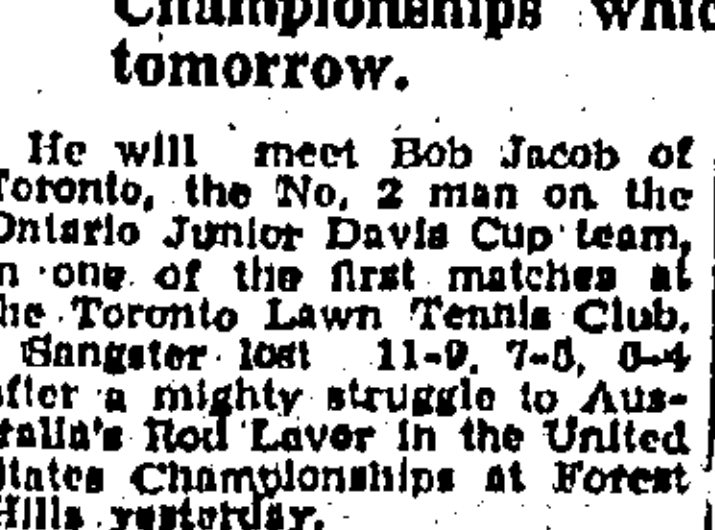 Championships whic
tomorrow.
He will meet Bob Jacob of
Toronto, the No. 2 man on the
Ontario Junior Davis Cup team,
n one of the first matches at
he Toronto Lawn Tennis Club.
Sangster lost 11-9, 7-5, 6-4
after a mighty struggle to Aus-
tralia's Rod Laver in the United
States Championships at Forest
Hills yesterday.